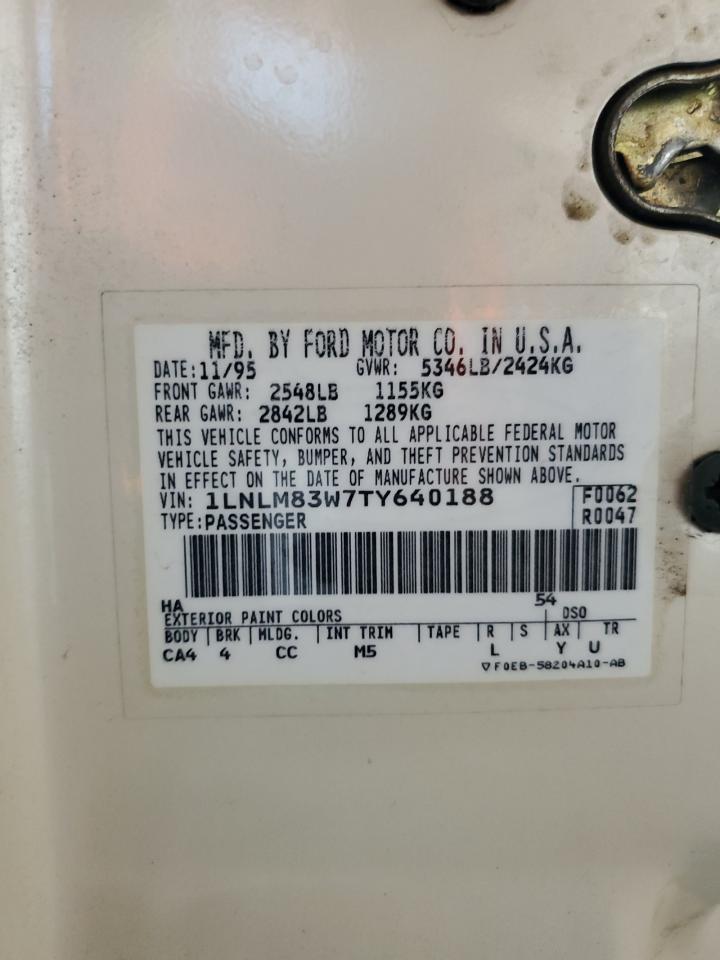 MFD. BY FORD MOTOR CO. IN U.S.A.
DATE: 11/95 GVWR: 5346LB/2424KG
FRONT GAWR: 2548LB 1155KG
REAR GAWR: 2842LB 1289KG
THIS VEHICLE CONFORMS TO ALL APPLICABLE FEDERAL MOTOR
VEHICLE SAFETY, BUMPER, AND THEFT PREVENTION STANDARDS
IN EFFECT ON THE DATE OF MANUFACTURE SHOWN ABOVE.
VIN: 1LNLM83W7TY640188 F0062
TYPE: PASSENGER R0047
HA 54
EXTERIOR PAINT COLORS DSO
BODY BRK MLDG. INT TRIM TAPE R S AX TR
CA4 4 CC M5 L Y U
▽F0EB-58204A10-AB